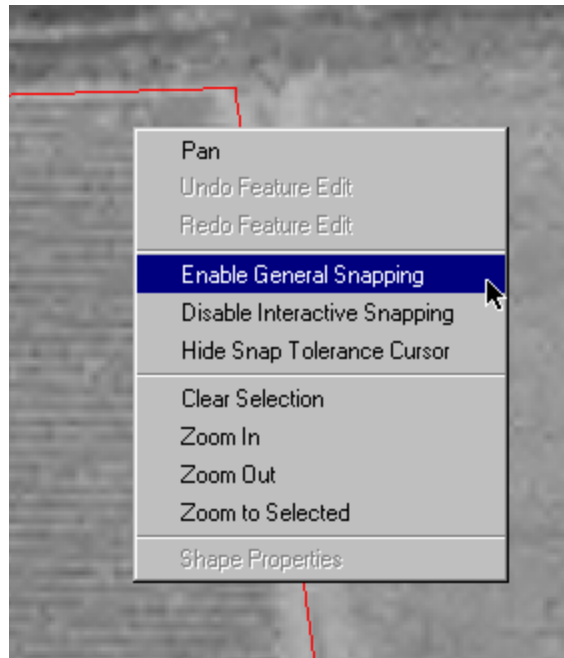 Pan
Undo Feature Edit
Redo Feature Edit
Enable General Snapping
Disable Interactive Snapping
Hide Snap Tolerance Cursor
Clear Selection
Zoom In
Zoom Out
Zoom to Selected
Shape Properties